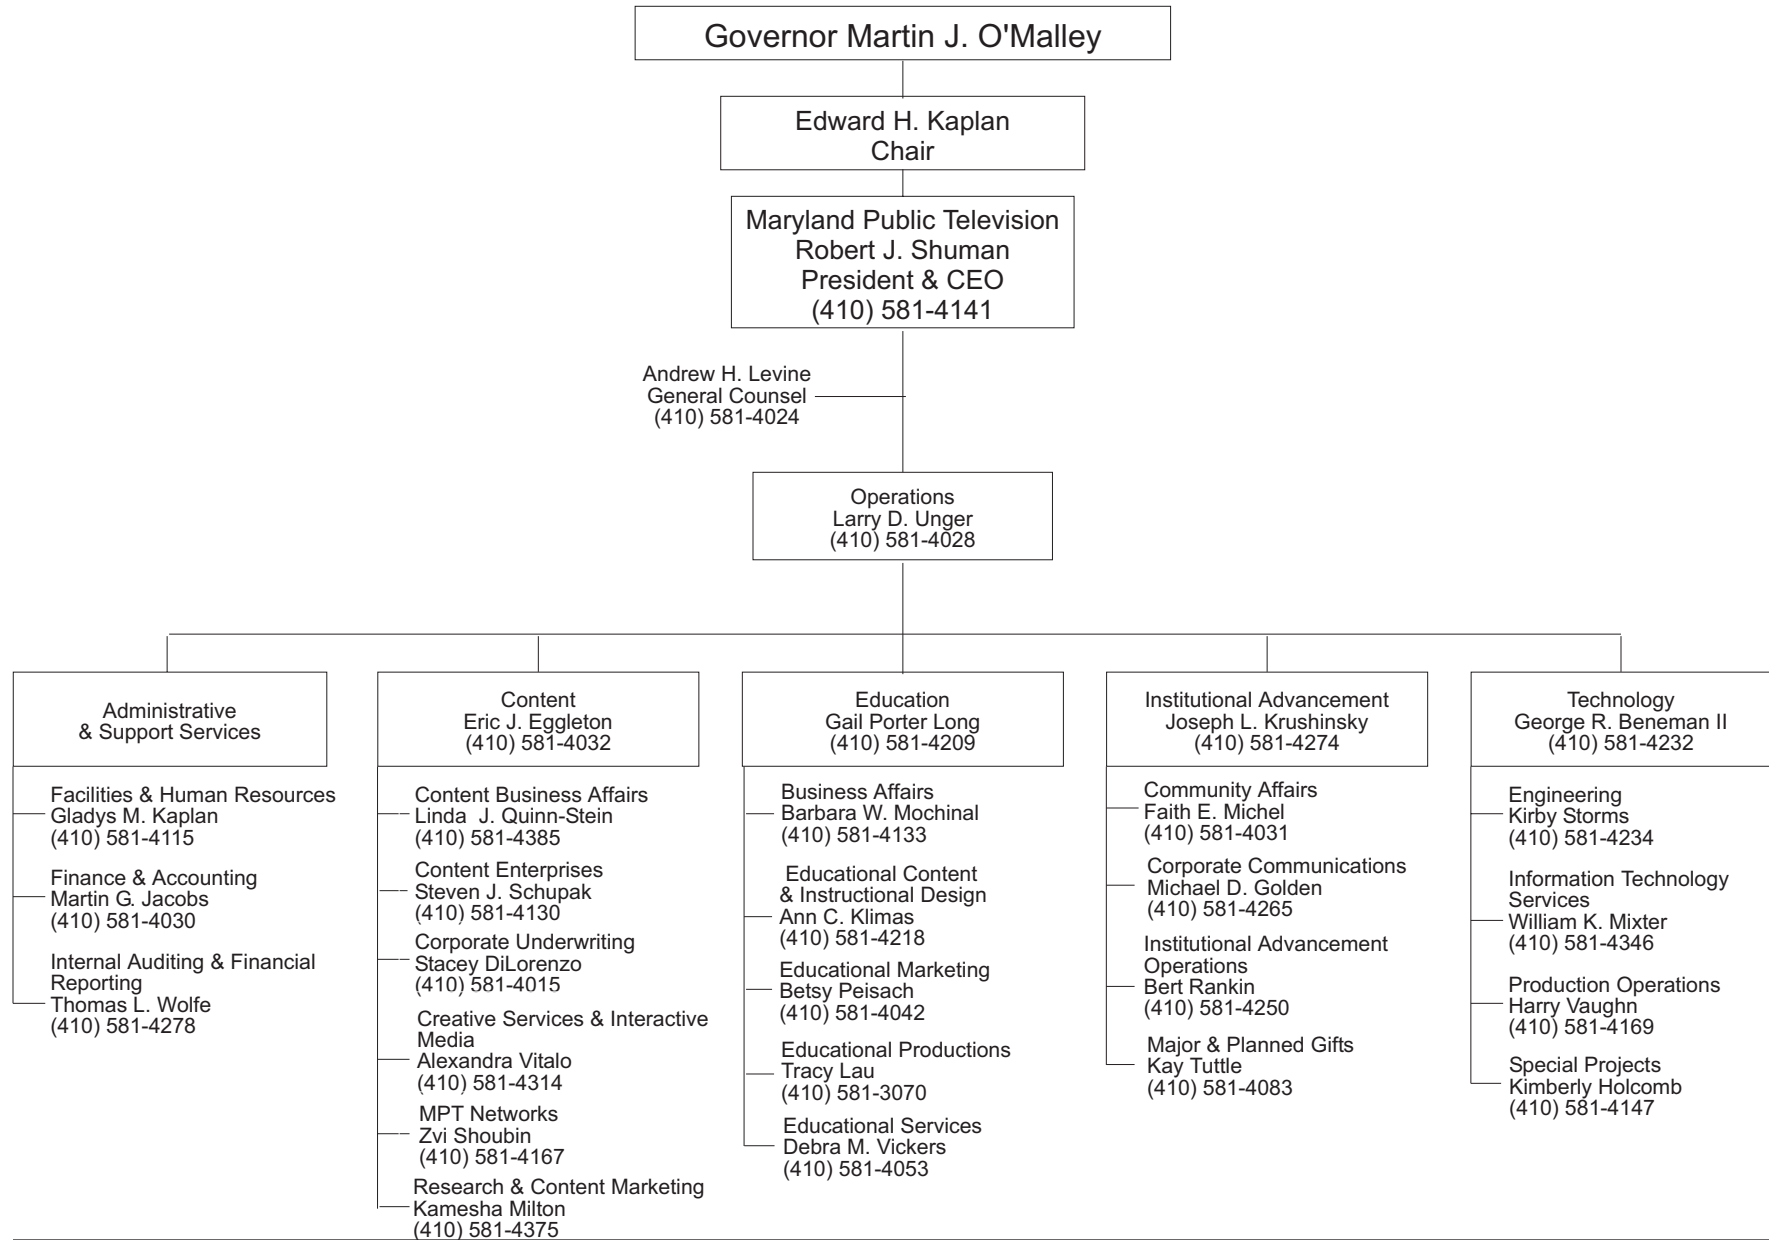 Governor Martin J. O'Malley
Edward H. Kaplan
Chair
Maryland Public Television
Robert J. Shuman
President & CEO
(410) 581-4141
Andrew H. Levine
General Counsel
(410) 581-4024
Operations
Larry D. Unger
(410) 581-4028
Administrative
& Support Services
Facilities & Human Resources
Gladys M. Kaplan
(410) 581-4115
Finance & Accounting
Martin G. Jacobs
(410) 581-4030
Internal Auditing & Financial
Reporting
Thomas L. Wolfe
(410) 581-4278
Content
Eric J. Eggleton
(410) 581-4032
Content Business Affairs
Linda J. Quinn-Stein
(410) 581-4385
Content Enterprises
Steven J. Schupak
(410) 581-4130
Corporate Underwriting
Stacey DiLorenzo
(410) 581-4015
Creative Services & Interactive
Media
Alexandra Vitalo
(410) 581-4314
MPT Networks
Zvi Shoubin
(410) 581-4167
Research & Content Marketing
Kamesha Milton
(410) 581-4375
Education
Gail Porter Long
(410) 581-4209
Business Affairs
Barbara W. Mochinal
(410) 581-4133
Educational Content
& Instructional Design
Ann C. Klimas
(410) 581-4218
Educational Marketing
Betsy Peisach
(410) 581-4042
Educational Productions
Tracy Lau
(410) 581-3070
Educational Services
Debra M. Vickers
(410) 581-4053
Institutional Advancement
Joseph L. Krushinsky
(410) 581-4274
Community Affairs
Faith E. Michel
(410) 581-4031
Corporate Communications
Michael D. Golden
(410) 581-4265
Institutional Advancement
Operations
Bert Rankin
(410) 581-4250
Major & Planned Gifts
Kay Tuttle
(410) 581-4083
Technology
George R. Beneman II
(410) 581-4232
Engineering
Kirby Storms
(410) 581-4234
Information Technology
Services
William K. Mixter
(410) 581-4346
Production Operations
Harry Vaughn
(410) 581-4169
Special Projects
Kimberly Holcomb
(410) 581-4147